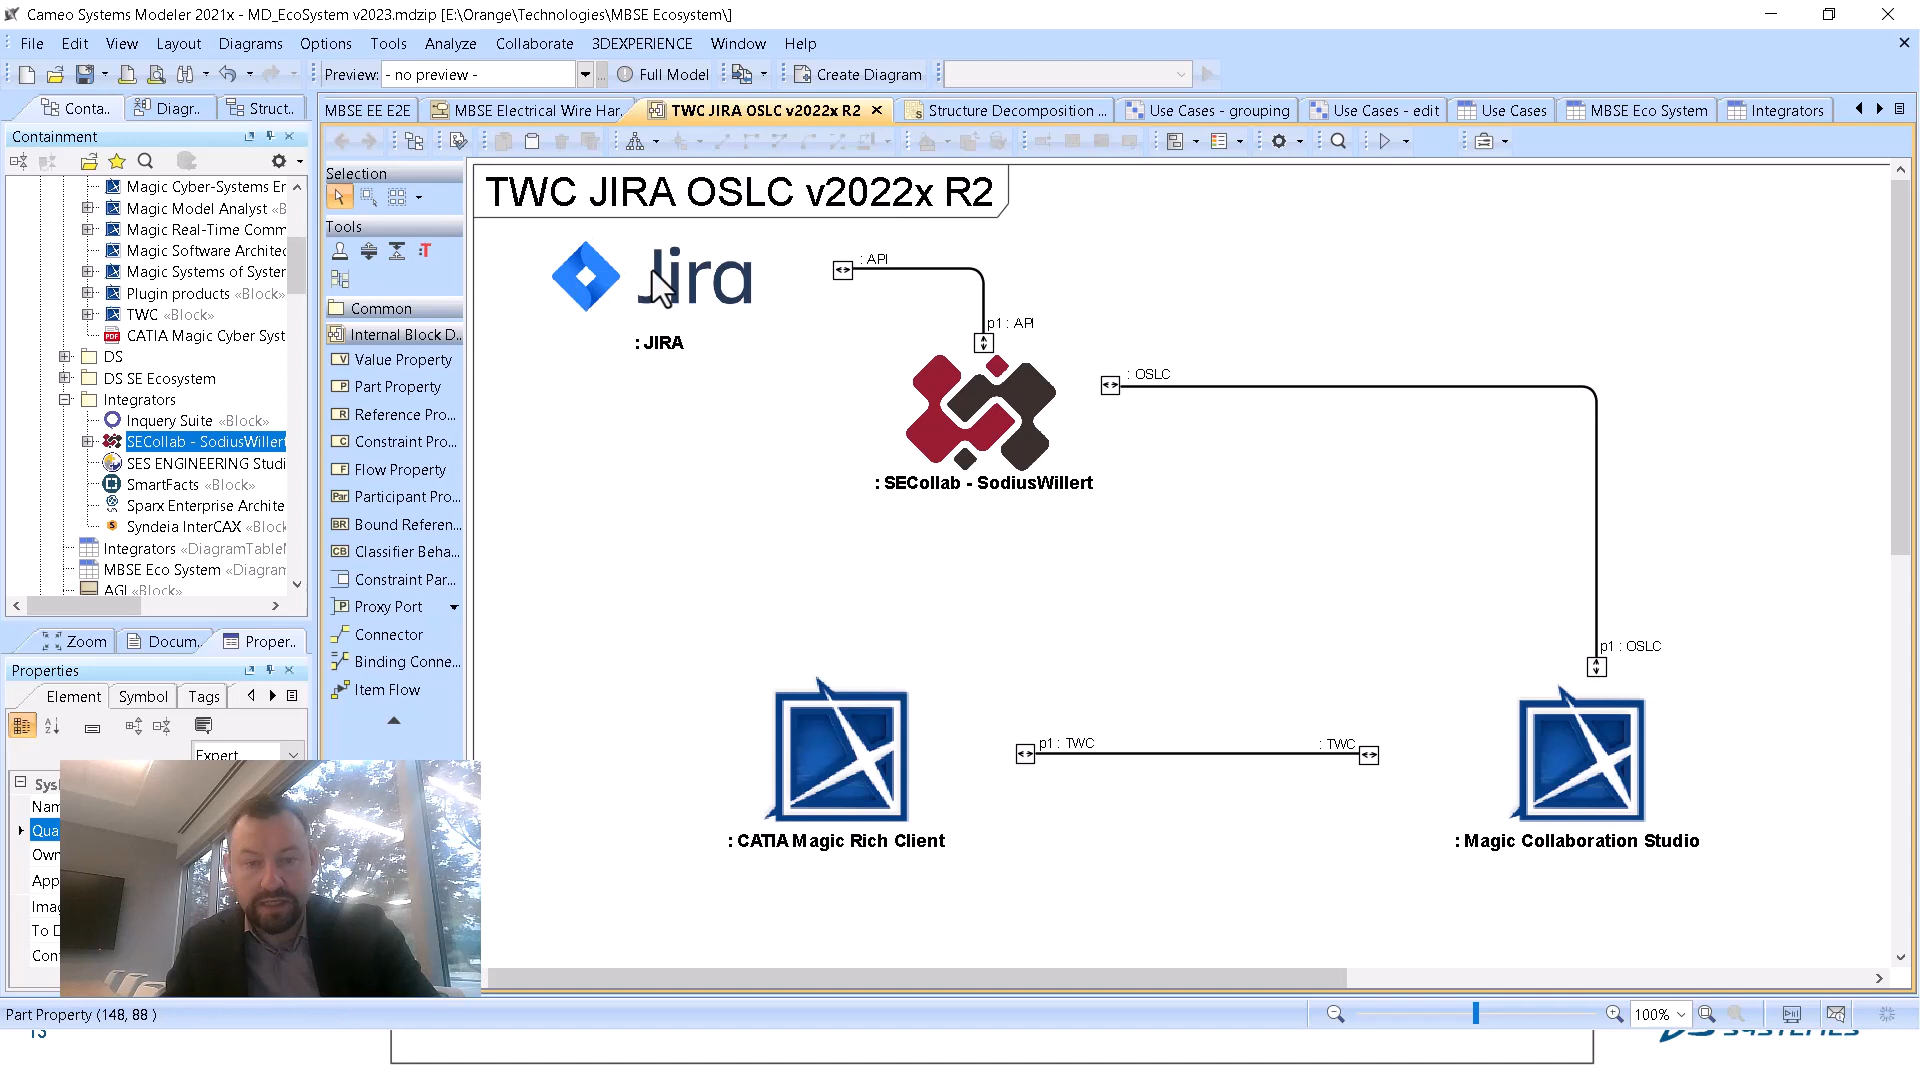 Cameo Systems Modeler 2021x - MD_EcoSystem v2023.mdzip [E:\Orange\Technologies\MBSE Ecosystem\]
File Edit View Layout Diagrams Options Tools Analyze Collaborate 3DEXPERIENCE Window Help
Preview: - no preview - ... Full Model Create Diagram
Conta.. Diagr.. Struct..
MBSE EE E2E MBSE Electrical Wire Har. TWC JIRA OSLC v2022x R2 Structure Decomposition ... Use Cases - grouping Use Cases - edit Use Cases MBSE Eco System Integrators
Containment
Magic Cyber-Systems Er
Magic Model Analyst «B
Magic Real-Time Comm
Magic Software Architec
Magic Systems of Syster
Plugin products «Block»
TWC «Block»
CATIA Magic Cyber Syst
DS
DS SE Ecosystem
Integrators
Inquery Suite «Block»
SECollab - SodiusWillert
SES ENGINEERING Studi
SmartFacts «Block»
Sparx Enterprise Archite
Syndeia InterCAX «Block
Integrators «DiagramTable
MBSE Eco System «Diagram
AGI «Block»
Zoom Docum.. Proper..
Properties
Element Symbol Tags
Expert
Sys
Nam
Qua
Own
App
Imag
To D
Con
Selection
Tools
Common
Internal Block D..
Value Property
Part Property
Reference Pro...
Constraint Pro...
Flow Property
Participant Pro...
Bound Referen...
Classifier Beha...
Constraint Par...
Proxy Port
Connector
Binding Conne...
Item Flow
TWC JIRA OSLC v2022x R2
Jira
: JIRA
: API
p1 : API
: SECollab - SodiusWillert
: OSLC
p1 : OSLC
: CATIA Magic Rich Client
p1 : TWC
: TWC
: Magic Collaboration Studio
Part Property (148, 88 )
100%
13